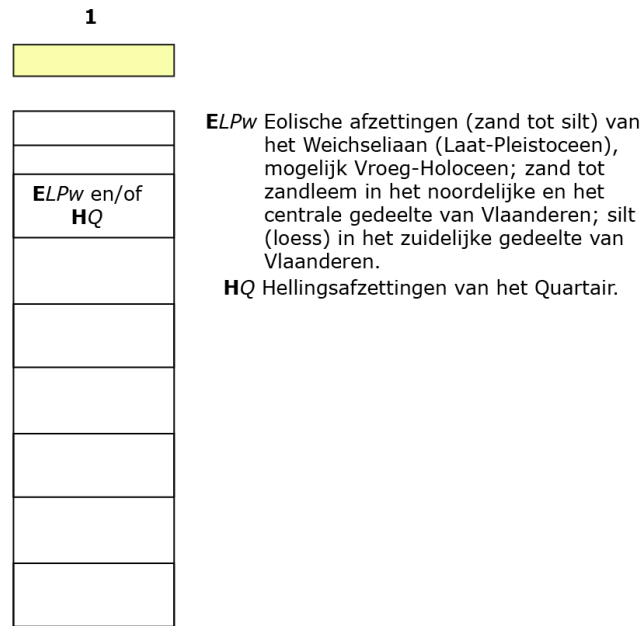 1
ELPw en/of
HQ
ELPw Eolische afzettingen (zand tot silt) van
het Weichseliaan (Laat-Pleistoceen),
mogelijk Vroeg-Holoceen; zand tot
zandleem in het noordelijke en het
centrale gedeelte van Vlaanderen; silt
(loess) in het zuidelijke gedeelte van
Vlaanderen.
HQ Hellingsafzettingen van het Quartair.